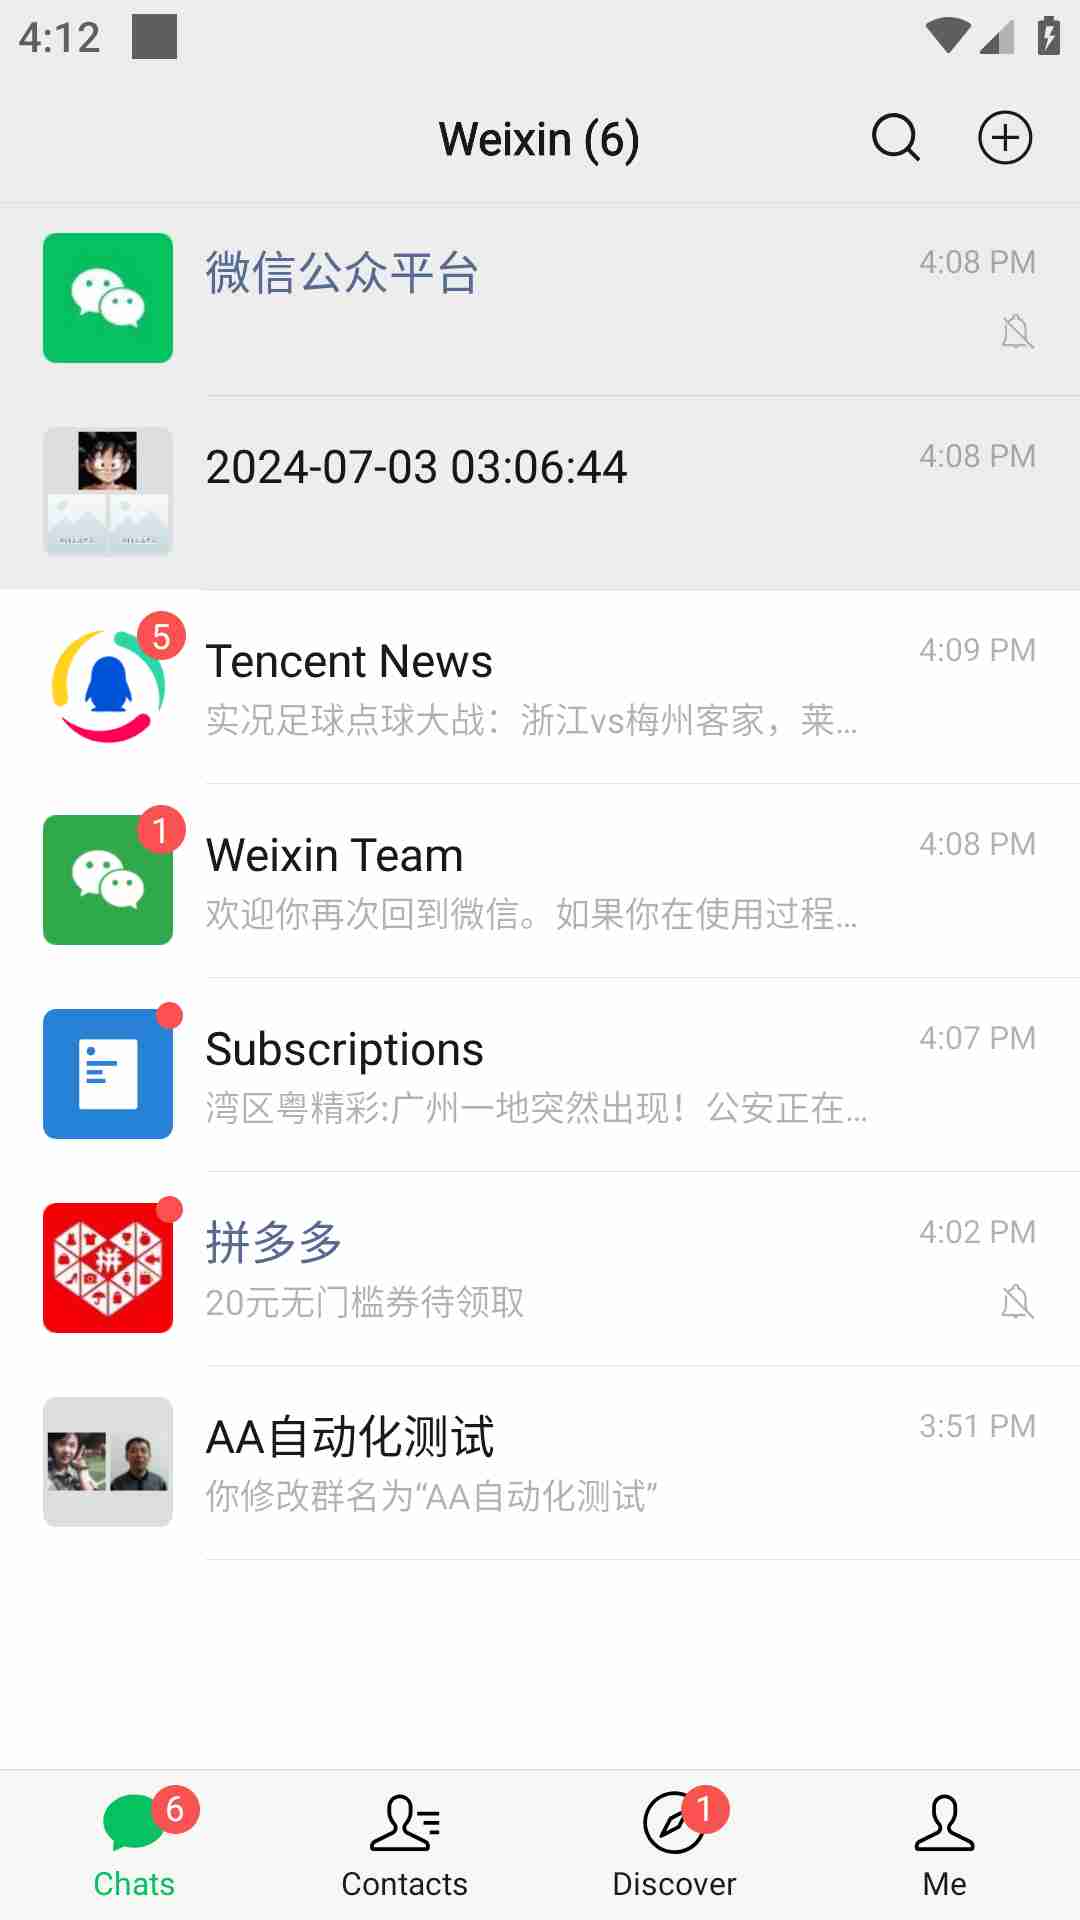 4:12
Weixin (6)
微信公众平台
4:08 PM
2024-07-03 03:06:44
4:08 PM
5
Tencent News
4:09 PM
实况足球点球大战：浙江vs梅州客家，莱...
1
Weixin Team
4:08 PM
欢迎你再次回到微信。如果你在使用过程...
Subscriptions
4:07 PM
湾区粤精彩:广州一地突然出现！公安正在...
拼
拼多多
4:02 PM
20元无门槛券待领取
AA自动化测试
3:51 PM
你修改群名为“AA自动化测试”
6
1
Chats
Contacts
Discover
Me